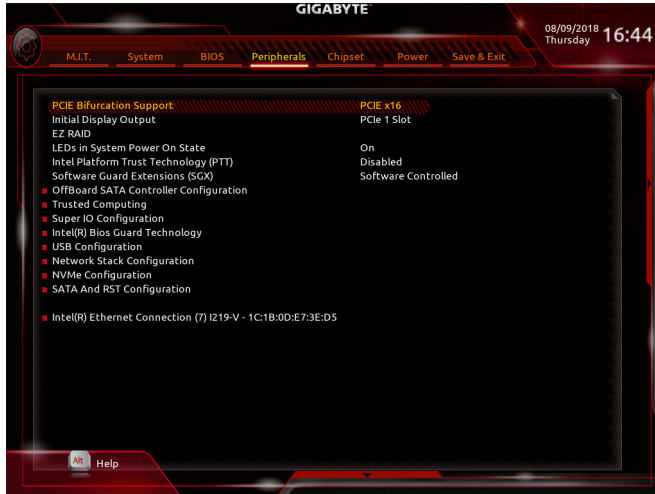 GIGABYTE™
08/09/2018 16:44
Thursday
M.I.T. System BIOS Peripherals Chipset Power Save & Exit
PCIE Bifurcation Support PCIE x16
Initial Display Output PCIe 1 Slot
EZ RAID
LEDs in System Power On State On
Intel Platform Trust Technology (PTT) Disabled
Software Guard Extensions (SGX) Software Controlled
OffBoard SATA Controller Configuration
Trusted Computing
Super IO Configuration
Intel(R) Bios Guard Technology
USB Configuration
Network Stack Configuration
NVMe Configuration
SATA And RST Configuration
Intel(R) Ethernet Connection (7) I219-V - 1C:1B:0D:E7:3E:D5
Alt Help